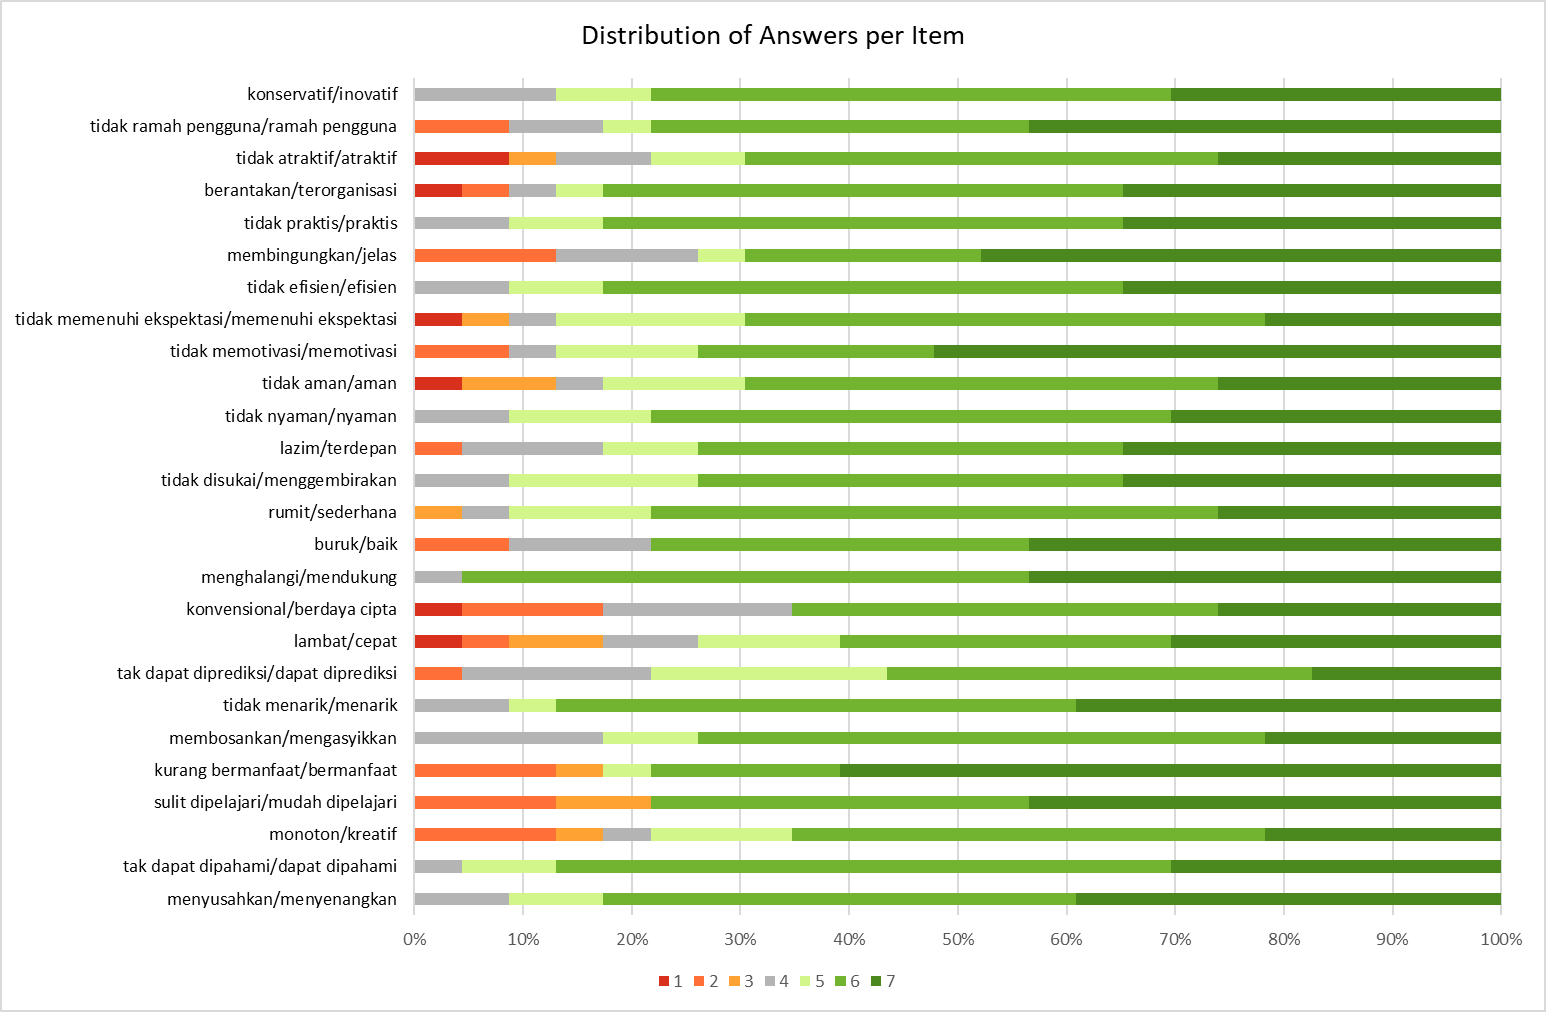 Distribution of Answers per Item
konservatif/inovatif
tidak ramah pengguna/ramah pengguna
tidak atraktif/atraktif
berantakan/terorganisasi
tidak praktis/praktis
membingungkan/jelas
tidak efisien/efisien
tidak memenuhi ekspektasi/memenuhi ekspektasi
tidak memotivasi/memotivasi
tidak aman/aman
tidak nyaman/nyaman
lazim/terdepan
tidak disukai/menggembirakan
rumit/sederhana
buruk/baik
menghalangi/mendukung
konvensional/berdaya cipta
lambat/cepat
tak dapat diprediksi/dapat diprediksi
tidak menarik/menarik
membosankan/mengasyikkan
kurang bermanfaat/bermanfaat
sulit dipelajari/mudah dipelajari
monoton/kreatif
tak dapat dipahami/dapat dipahami
menyusahkan/menyenangkan
0% 10% 20% 30% 40% 50% 60% 70% 80% 90% 100%
1 2 3 4 5 6 7